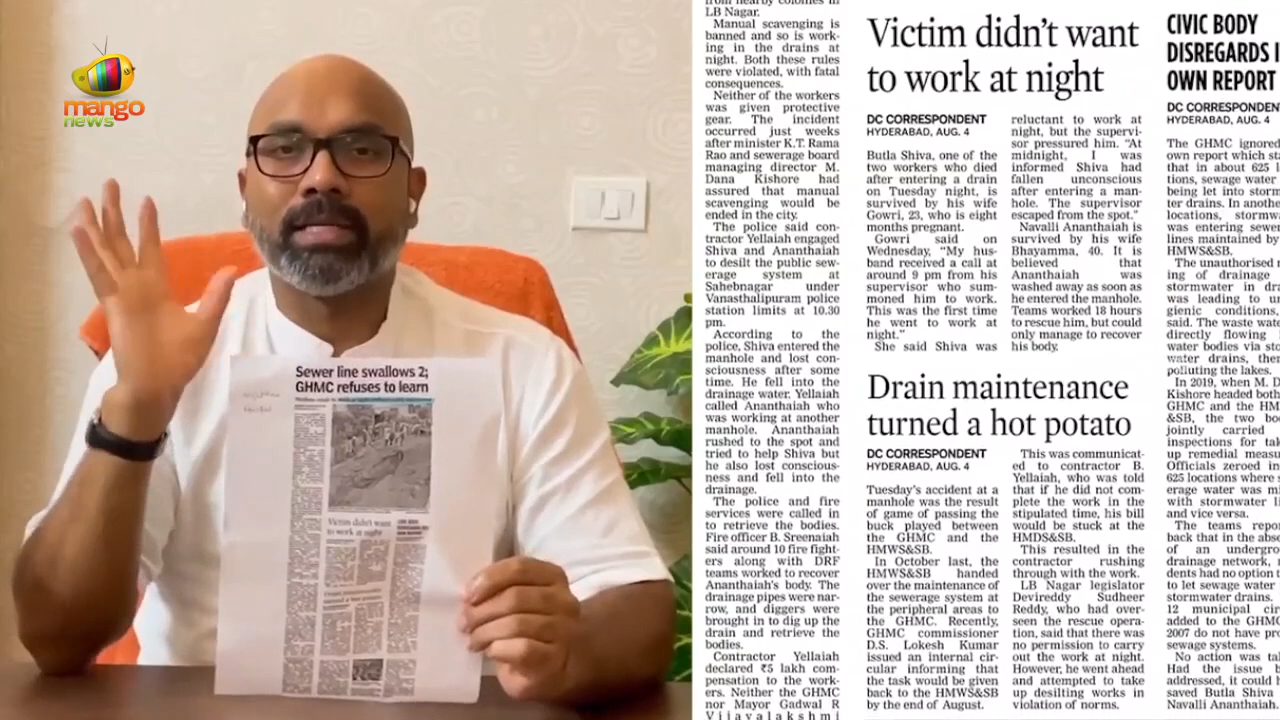 mango
news
Sewer line swallows 2;
GHMC refuses to learn
Victim didn't want
to work at night
from nearby colonies in
LB Nagar.
Manual scavenging is
banned and so is work-
ing in the drains at
night. Both these rules
were violated, with fatal
consequences.
Neither of the workers
was given protective
gear. The incident
occurred just weeks
after minister K.T. Rama
Rao and sewerage board
managing director M.
Dana Kishore had
assured that manual
scavenging would be
ended in the city.
The police said con-
tractor Yellaiah engaged
Shiva and Ananthaiah
to desilt the public sew-
erage system at
Sahebnagar under
Vanasthalipuram police
station limits at 10.30
pm.
According to the
police, Shiva entered the
manhole and lost con-
sciousness after some
time. He fell into the
drainage water. Yellaiah
called Ananthaiah who
was working at another
manhole. Ananthaiah
rushed to the spot and
tried to help Shiva but
he also lost conscious-
ness and fell into the
drainage.
The police and fire
services were called in
to retrieve the bodies.
Fire officer B. Sreenaiah
said around 10 fire fight-
ers along with DRF
teams worked to recover
Ananthaiah's body. The
drainage pipes were nar-
row, and diggers were
brought in to dig up the
drain and retrieve the
bodies.
Contractor Yellaiah
declared ₹5 lakh com-
pensation to the work-
ers. Neither the GHMC
nor Mayor Gadwal R
Vijayalakshmi
Victim didn't want
to work at night
DC CORRESPONDENT
HYDERABAD, AUG. 4
Butla Shiva, one of the
two workers who died
after entering a drain
on Tuesday night, is
survived by his wife
Gowri, 23, who is eight
months pregnant.
Gowri said on
Wednesday, "My hus-
band received a call at
around 9 pm from his
supervisor who sum-
moned him to work.
This was the first time
he went to work at
night."
She said Shiva was
reluctant to work at
night, but the supervi-
sor pressured him. "At
midnight, I was
informed Shiva had
fallen unconscious
after entering a man-
hole. The supervisor
escaped from the spot."
Navalli Ananthaiah is
survived by his wife
Bhayamma, 40. It is
believed that
Ananthaiah was
washed away as soon as
he entered the manhole.
Teams worked 18 hours
to rescue him, but could
only manage to recover
his body.
Drain maintenance
turned a hot potato
DC CORRESPONDENT
HYDERABAD, AUG. 4
Tuesday's accident at a
manhole was the result
of game of passing the
buck played between
the GHMC and the
HMWS&SB.
In October last, the
HMWS&SB handed
over the maintenance of
the sewerage system at
the peripheral areas to
the GHMC. Recently,
GHMC commissioner
D.S. Lokesh Kumar
issued an internal cir-
cular informing that
the task would be given
back to the HMWS&SB
by the end of August.
This was communicat-
ed to contractor B.
Yellaiah, who was told
that if he did not com-
plete the work in the
stipulated time, his bill
would be stuck at the
HMDS&SB.
This resulted in the
contractor rushing
through with the work.
LB Nagar legislator
Devireddy Sudheer
Reddy, who had over-
seen the rescue opera-
tion, said that there was
no permission to carry
out the work at night.
However, he went ahead
and attempted to take
up desilting works in
violation of norms.
CIVIC BODY
DISREGARDS I
OWN REPORT
DC CORRESPONDEN
HYDERABAD, AUG. 4
The GHMC ignored
own report which sta
that in about 625 l
tions, sewage water
being let into storm
ter drains. In anothe
locations, stormw
was entering sewer
lines maintained by
HMWS&SB.
The unauthorised m
ing of drainage
stormwater in dra
was leading to un
gienic conditions,
said. The waste wate
directly flowing
water bodies via sto
water drains, ther
polluting the lakes.
In 2019, when M. D
Kishore headed both
GHMC and the HM
&SB, the two bod
jointly carried
inspections for tak
up remedial measu
Officials zeroed in
625 locations where s
erage water was mi
with stormwater li
and vice versa.
The teams repo
back that in the abse
of an undergro
drainage network, r
dents had no option t
to let sewage water
stormwater drains.
12 municipal cir
added to the GHMC
2007 do not have pro
sewage systems.
No action was tal
Had the issue b
addressed, it could h
saved Butla Shiva
Navalli Ananthaiah.